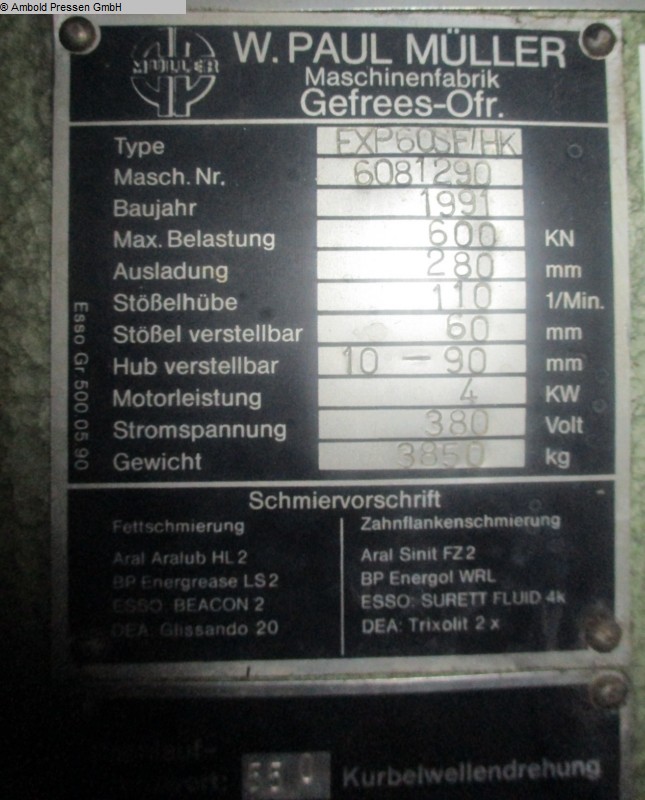 © Ambold Pressen GmbH
MÜLLER
W. PAUL MÜLLER
Maschinenfabrik
Gefrees-Ofr.
Type EXP60SF/HK
Masch. Nr. 6081290
Baujahr 1991
Max. Belastung 600 KN
Ausladung 280 mm
Stößelhübe 110 1/Min.
Stößel verstellbar 60 mm
Hub verstellbar 10 — 90 mm
Motorleistung 4 KW
Stromspannung 380 Volt
Gewicht 3850 kg
Esso Gr 500 05 90
Schmiervorschrift
Fettschmierung
Aral Aralub HL 2
BP Energrease LS 2
ESSO: BEACON 2
DEA: Glissando 20
Zahnflankenschmierung
Aral Sinit FZ 2
BP Energol WRL
ESSO: SURETT FLUID 4k
DEA: Trixolit 2 x
550 Kurbelwellendrehung